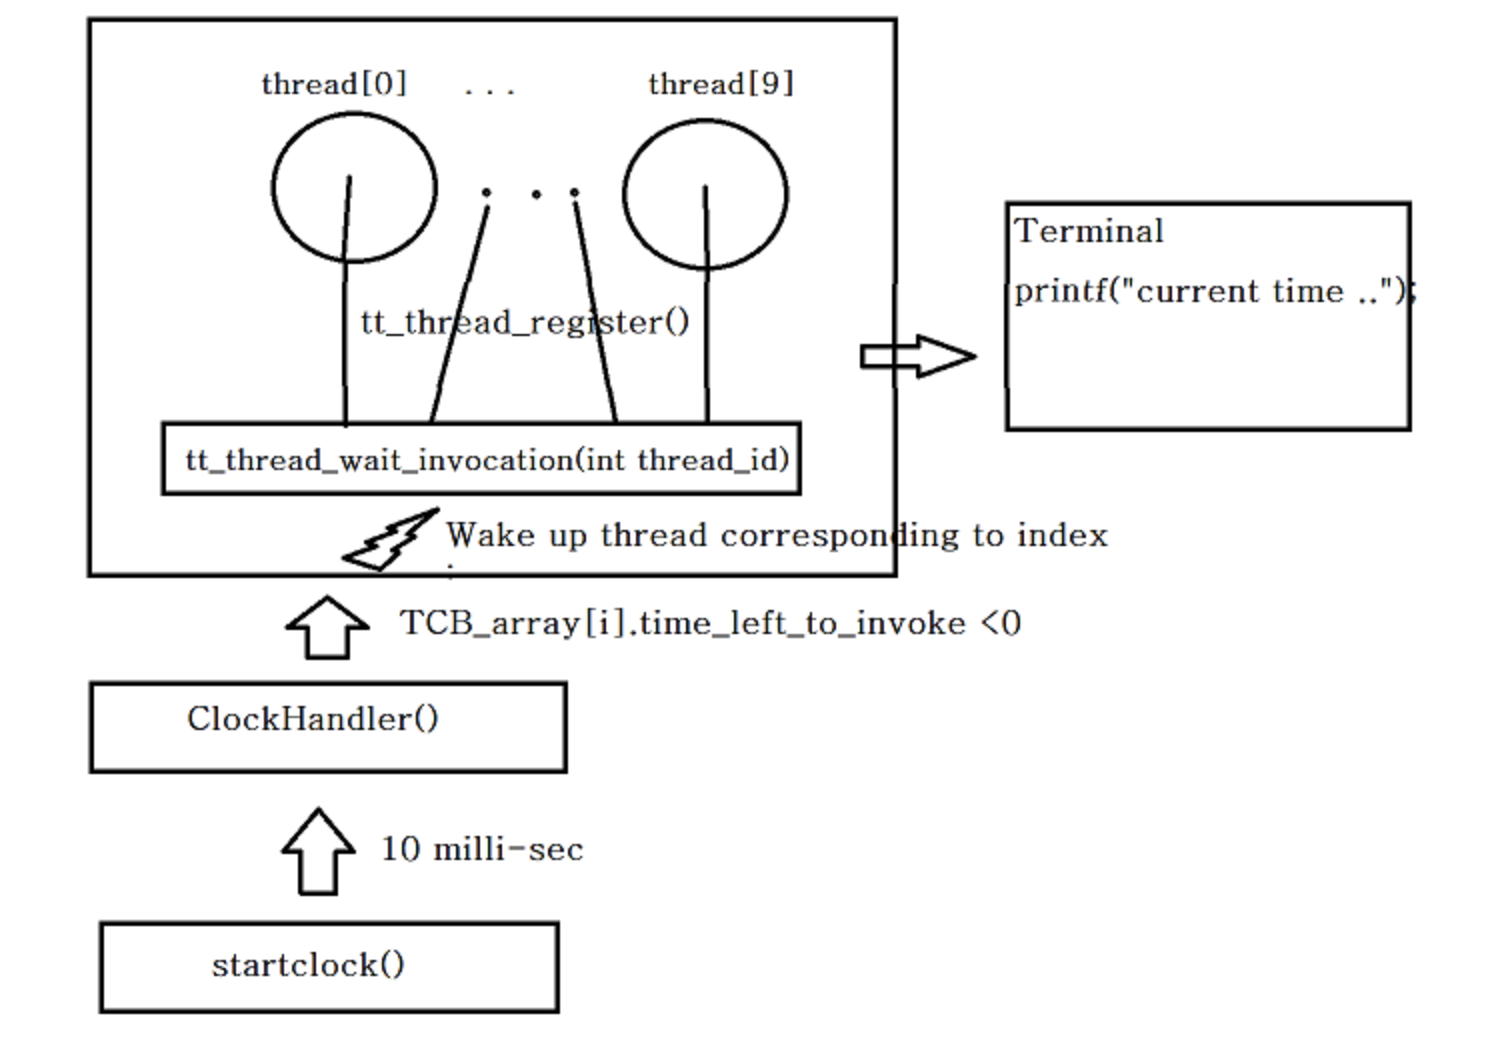 thread[0] ... thread[9]
Terminal
printf("current time ..");
tt_thread_register()
tt_thread_wait_invocation(int thread_id)
Wake up thread corresponding to index
TCB_array[i].time_left_to_invoke <0
ClockHandler()
10 milli-sec
startclock()